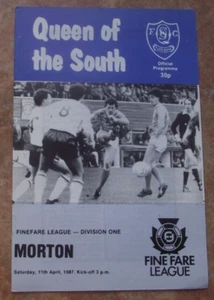 Queen of
the South
Official
Programme
30p
FINEFARE LEAGUE — DIVISION ONE
MORTON
Saturday, 11th April, 1987. Kick-off 3 p.m.
FINE FARE
LEAGUE